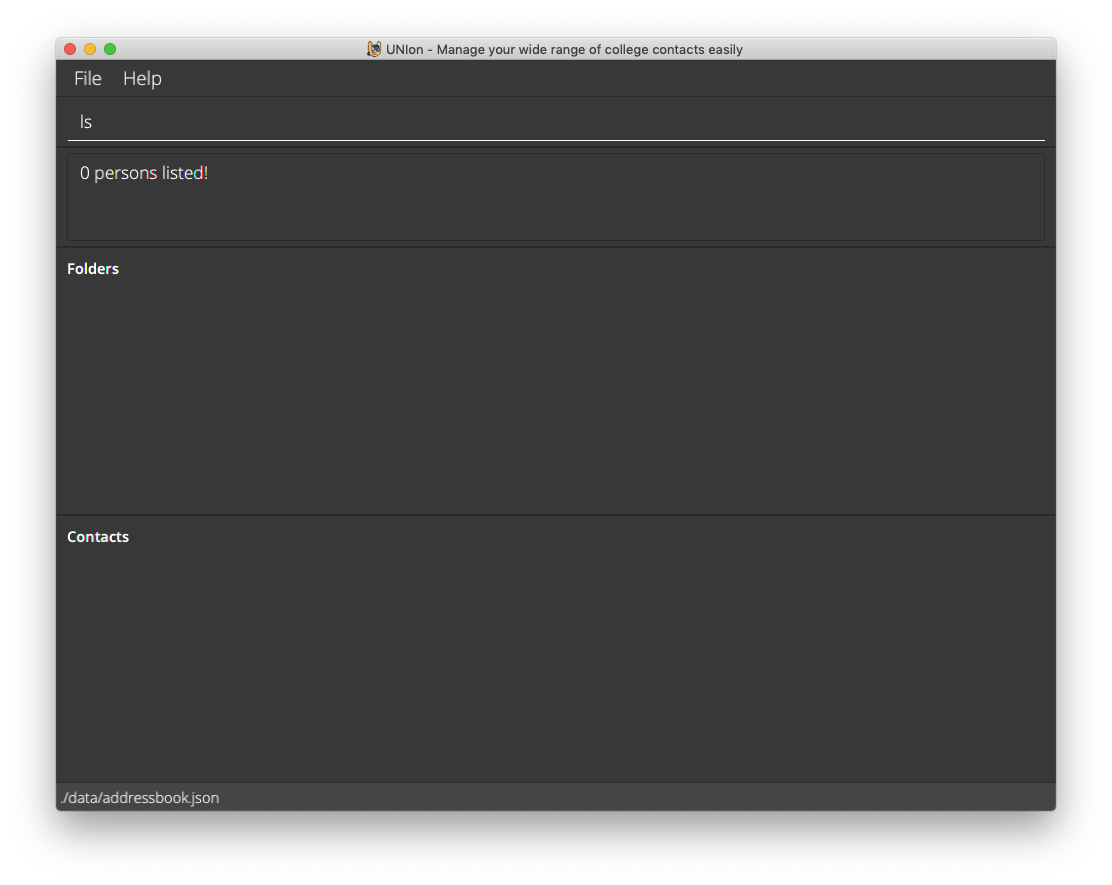 UNIon - Manage your wide range of college contacts easily
File Help
ls
0 persons listed!
Folders
Contacts
./data/addressbook.json